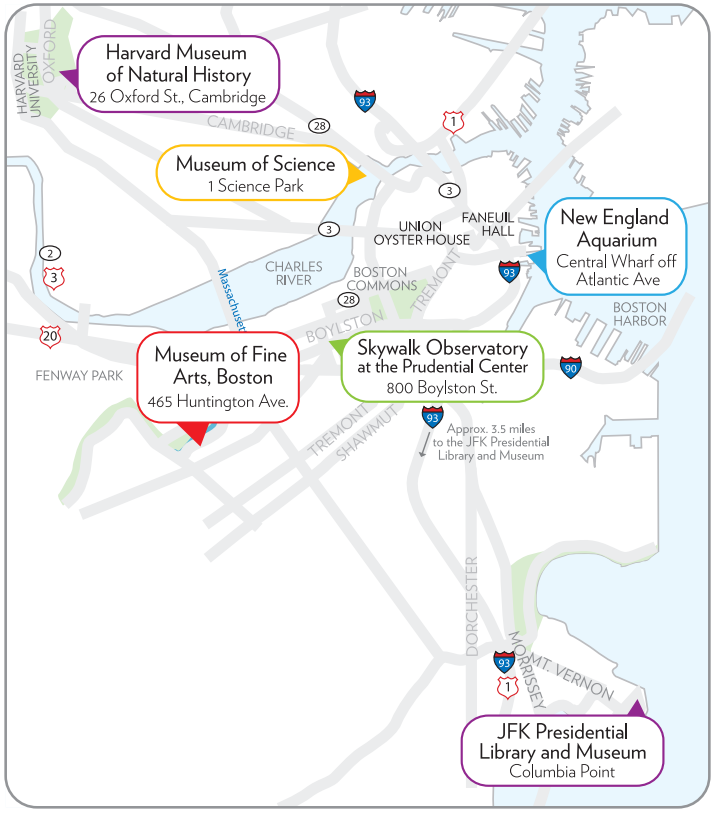 HARVARD
UNIVERSITY
OXFORD
Harvard Museum
of Natural History
26 Oxford St., Cambridge
93
1
CAMBRIDGE
28
Museum of Science
1 Science Park
3
FANEUIL
HALL
UNION
OYSTER HOUSE
3
New England
Aquarium
Central Wharf off
Atlantic Ave
2
3
CHARLES
RIVER
BOSTON
COMMONS
TREMONT
93
28
BOSTON
HARBOR
Massachuset
BOYLSTON
20
FENWAY PARK
Museum of Fine
Arts, Boston
465 Huntington Ave.
Skywalk Observatory
at the Prudential Center
800 Boylston St.
90
TREMONT
SHAWMUT
93
Approx. 3.5 miles
to the JFK Presidential
Library and Museum
DORCHESTER
93
1
MORRISSEY
MT. VERNON
JFK Presidential
Library and Museum
Columbia Point